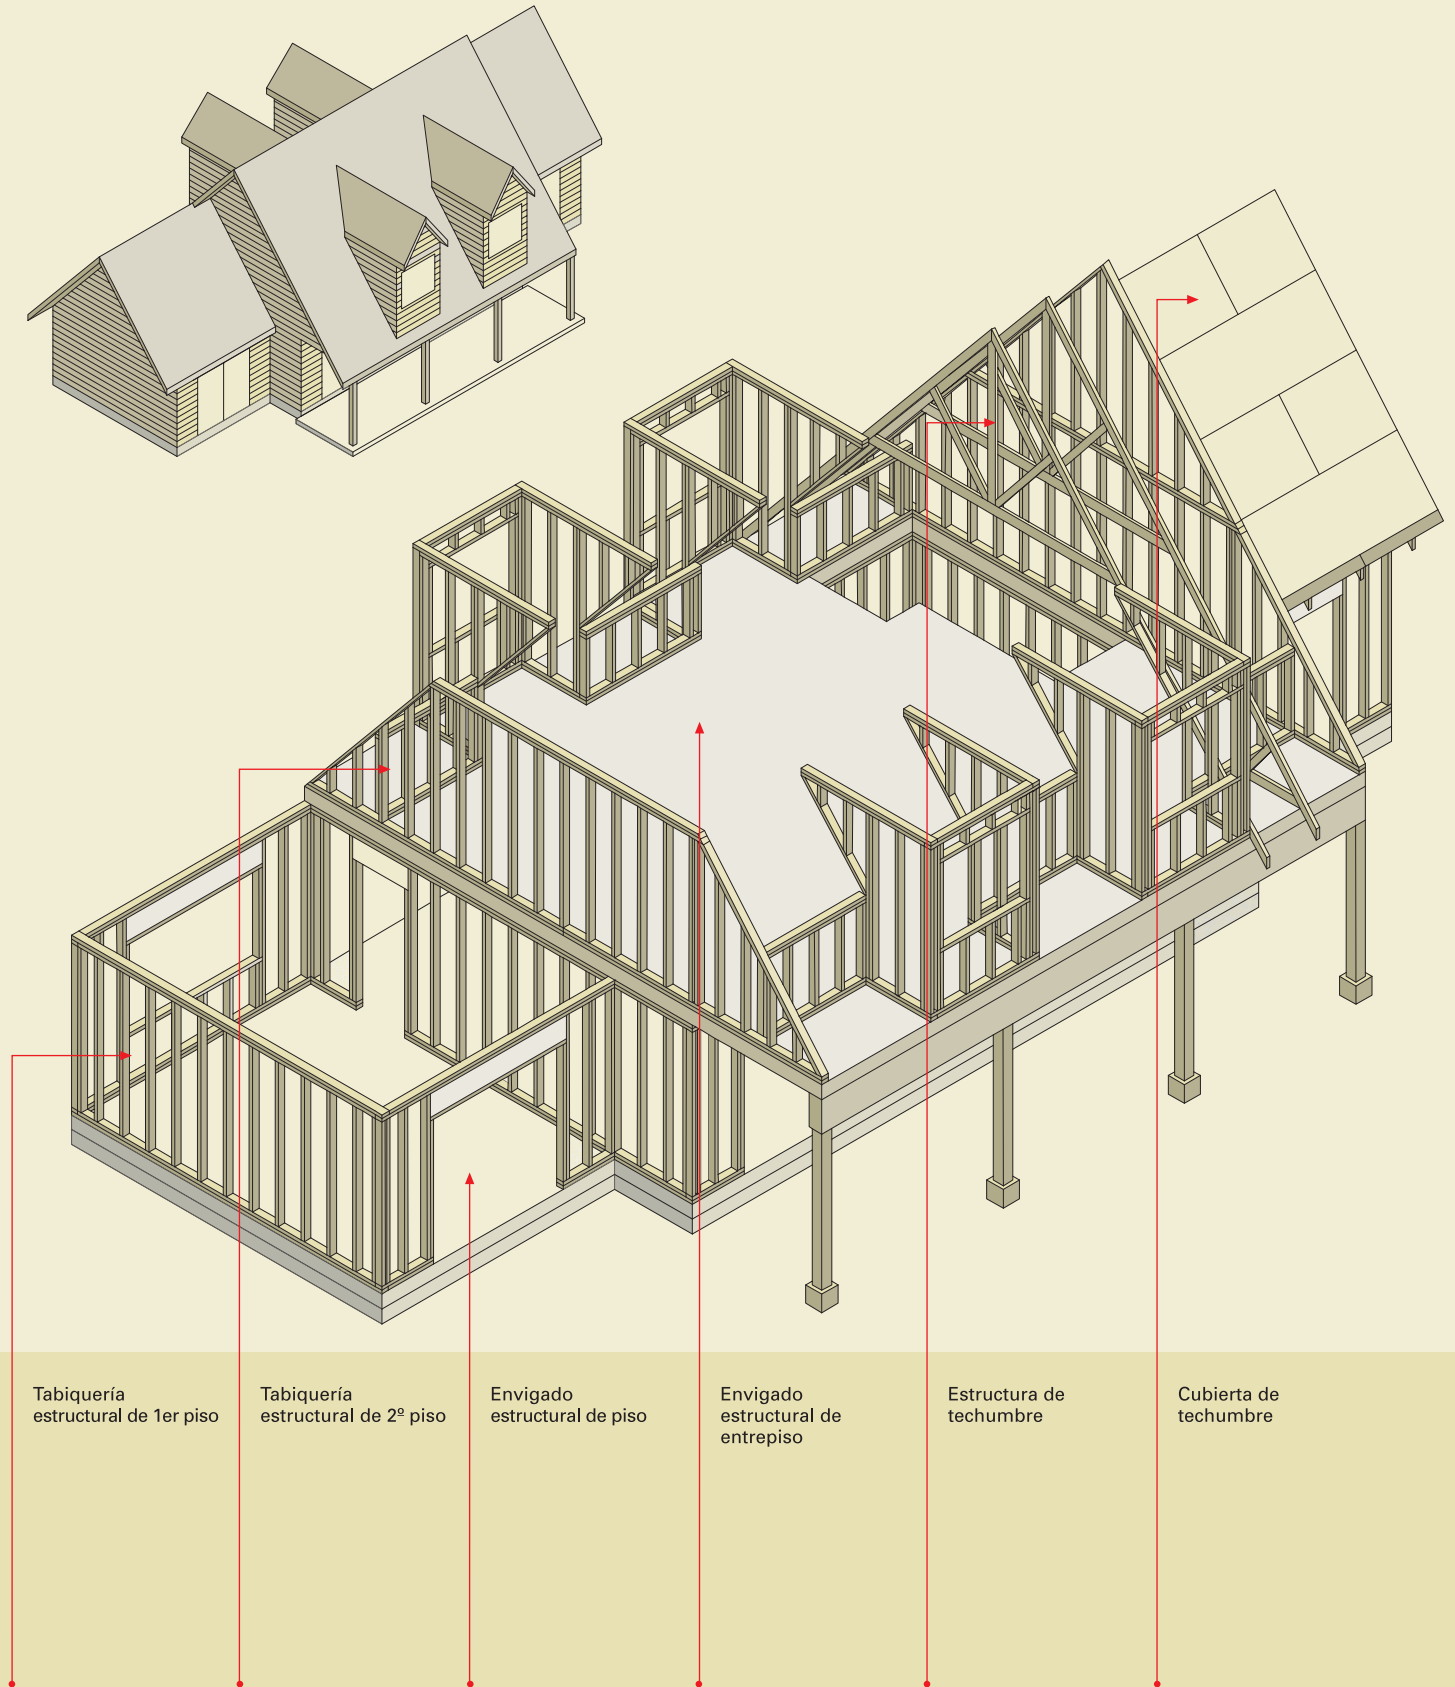 Tabiquería
estructural de 1er piso
Tabiquería
estructural de 2º piso
Envigado
estructural de piso
Envigado
estructural de
entrepiso
Estructura de
techumbre
Cubierta de
techumbre